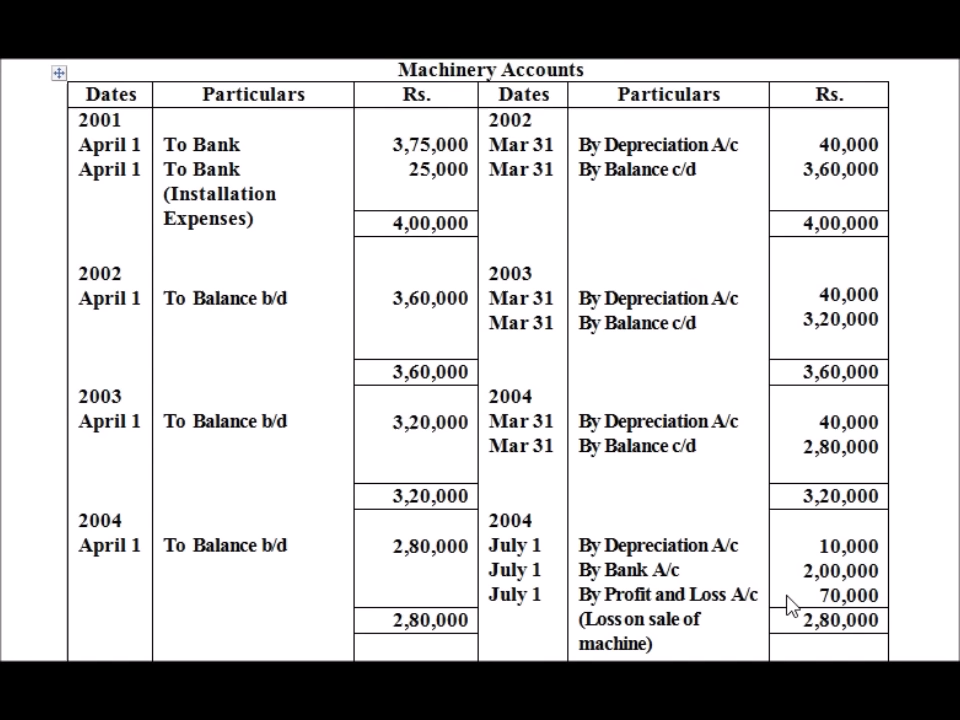 Machinery Accounts
Dates Particulars Rs. Dates Particulars Rs.
2001 2002
April 1 To Bank 3,75,000 Mar 31 By Depreciation A/c 40,000
April 1 To Bank 25,000 Mar 31 By Balance c/d 3,60,000
(Installation
Expenses) 4,00,000 4,00,000
2002 2003
April 1 To Balance b/d 3,60,000 Mar 31 By Depreciation A/c 40,000
Mar 31 By Balance c/d 3,20,000
3,60,000 3,60,000
2003 2004
April 1 To Balance b/d 3,20,000 Mar 31 By Depreciation A/c 40,000
Mar 31 By Balance c/d 2,80,000
3,20,000 3,20,000
2004 2004
April 1 To Balance b/d 2,80,000 July 1 By Depreciation A/c 10,000
July 1 By Bank A/c 2,00,000
July 1 By Profit and Loss A/c 70,000
2,80,000 (Loss on sale of 2,80,000
machine)